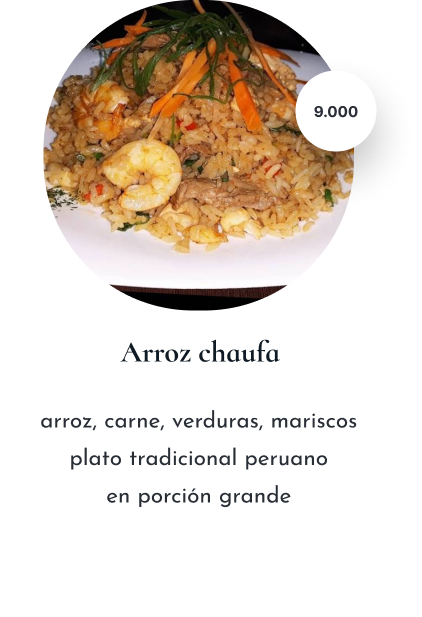 9.000
Arroz chaufa
arroz, carne, verduras, mariscos
plato tradicional peruano
en porción grande